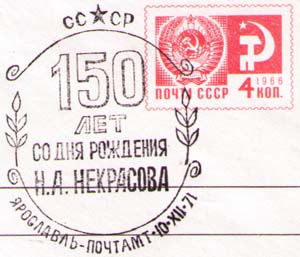 СС★СР
150
ЛЕТ
СО ДНЯ РОЖДЕНИЯ
Н.А. НЕКРАСОВА
ЯРОСЛАВЛЬ-ПОЧТАМТ-10-XII-71
1966
ПОЧТА СССР
4 КОП.